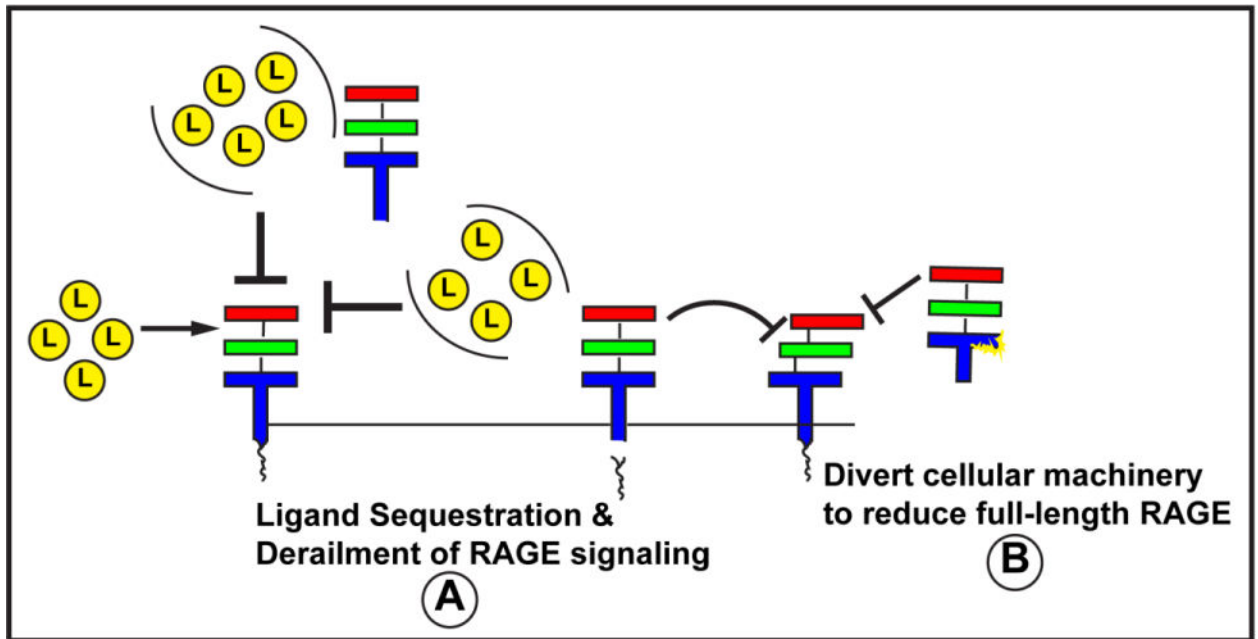 L
L
L
L
L
L
L
L
L
L
L
L
L
Ligand Sequestration &
Derailment of RAGE signaling
A
Divert cellular machinery
to reduce full-length RAGE
B